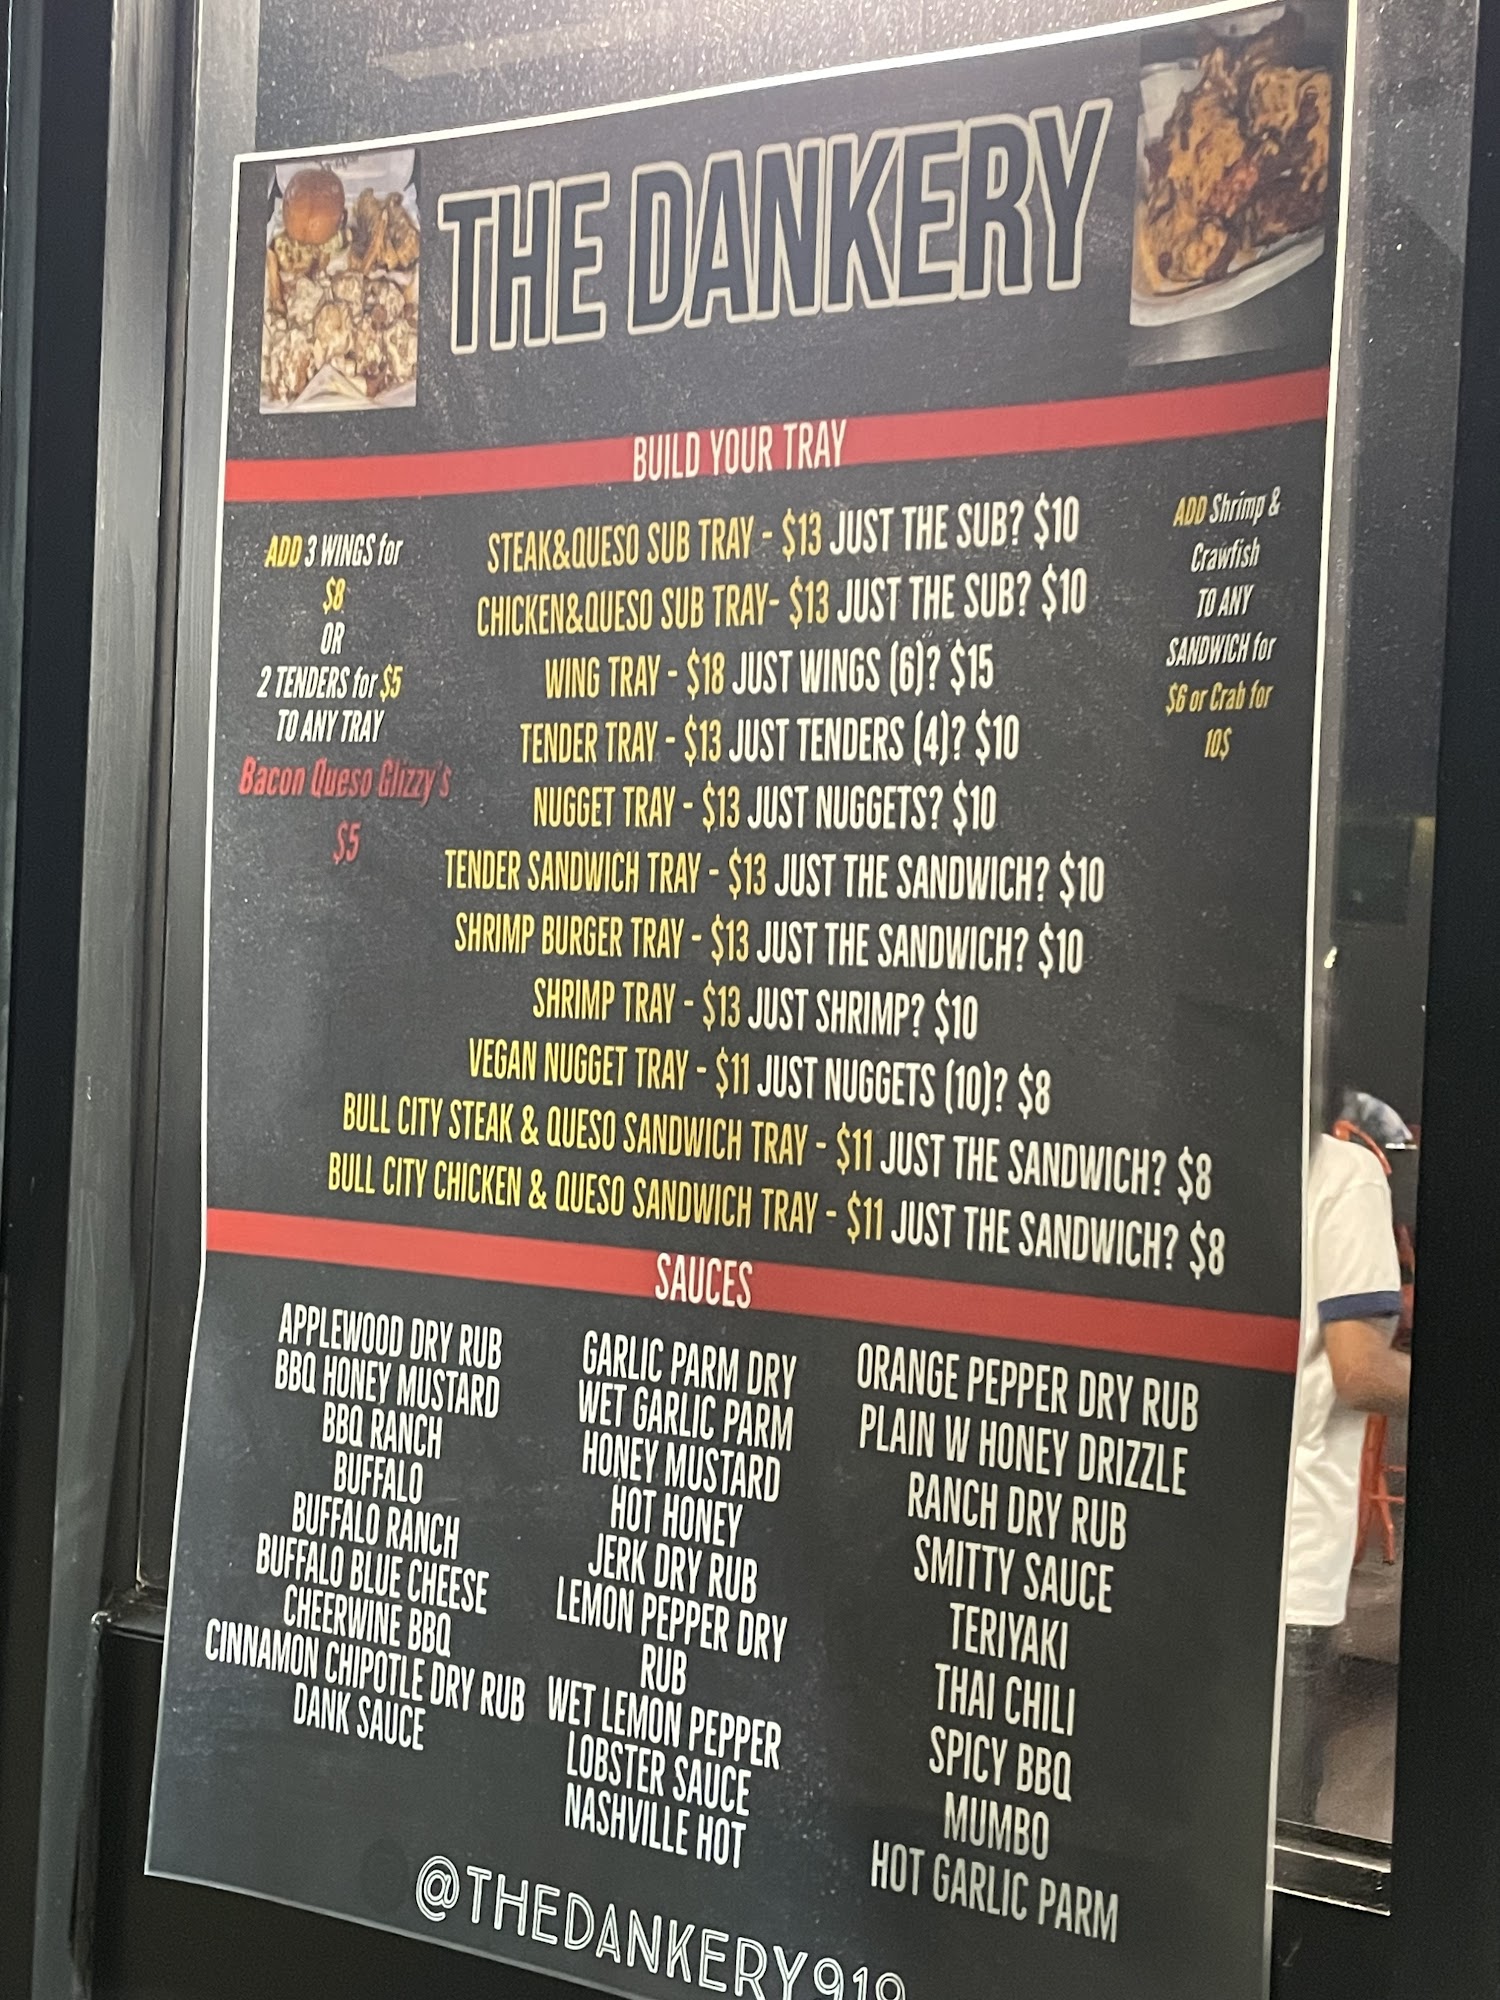 THE DANKERY
BUILD YOUR TRAY
ADD 3 WINGS for
$8
OR
2 TENDERS for $5
TO ANY TRAY
Bacon Queso Glizzy's
$5
STEAK&QUESO SUB TRAY - $13 JUST THE SUB? $10
CHICKEN&QUESO SUB TRAY- $13 JUST THE SUB? $10
WING TRAY - $18 JUST WINGS (6)? $15
TENDER TRAY - $13 JUST TENDERS (4)? $10
NUGGET TRAY - $13 JUST NUGGETS? $10
TENDER SANDWICH TRAY - $13 JUST THE SANDWICH? $10
SHRIMP BURGER TRAY - $13 JUST THE SANDWICH? $10
SHRIMP TRAY - $13 JUST SHRIMP? $10
VEGAN NUGGET TRAY - $11 JUST NUGGETS (10)? $8
BULL CITY STEAK & QUESO SANDWICH TRAY - $11 JUST THE SANDWICH? $8
BULL CITY CHICKEN & QUESO SANDWICH TRAY - $11 JUST THE SANDWICH? $8
ADD Shrimp &
Crawfish
TO ANY
SANDWICH for
$6 or Crab for
10$
SAUCES
APPLEWOOD DRY RUB
BBQ HONEY MUSTARD
BBQ RANCH
BUFFALO
BUFFALO RANCH
BUFFALO BLUE CHEESE
CHEERWINE BBQ
CINNAMON CHIPOTLE DRY RUB
DANK SAUCE
GARLIC PARM DRY
WET GARLIC PARM
HONEY MUSTARD
HOT HONEY
JERK DRY RUB
LEMON PEPPER DRY
RUB
WET LEMON PEPPER
LOBSTER SAUCE
NASHVILLE HOT
ORANGE PEPPER DRY RUB
PLAIN W HONEY DRIZZLE
RANCH DRY RUB
SMITTY SAUCE
TERIYAKI
THAI CHILI
SPICY BBQ
MUMBO
HOT GARLIC PARM
@THEDANKERY919